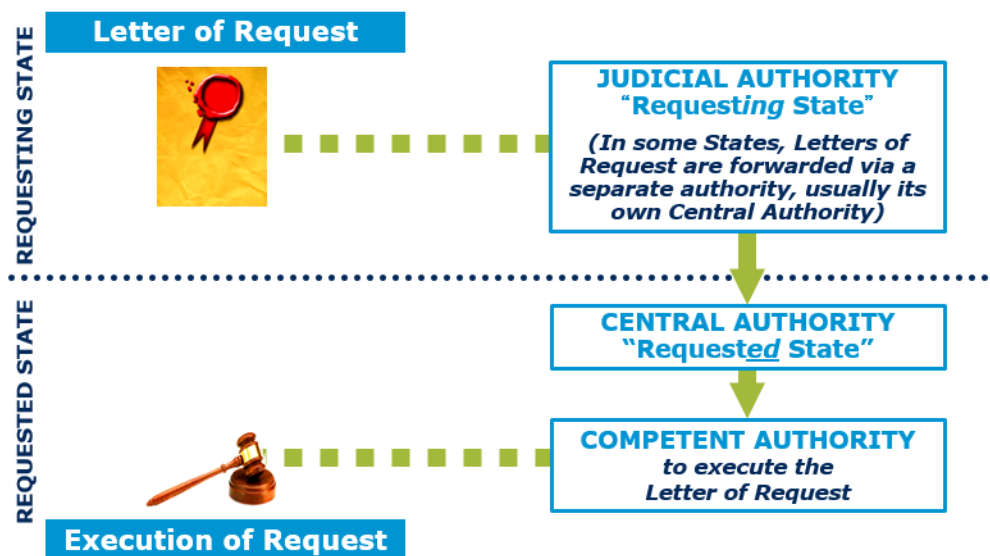 REQUESTING STATE
Letter of Request
JUDICIAL AUTHORITY
“Requesting State”
(In some States, Letters of
Request are forwarded via a
separate authority, usually its
own Central Authority)
REQUESTED STATE
CENTRAL AUTHORITY
“Requested State”
COMPETENT AUTHORITY
to execute the
Letter of Request
Execution of Request